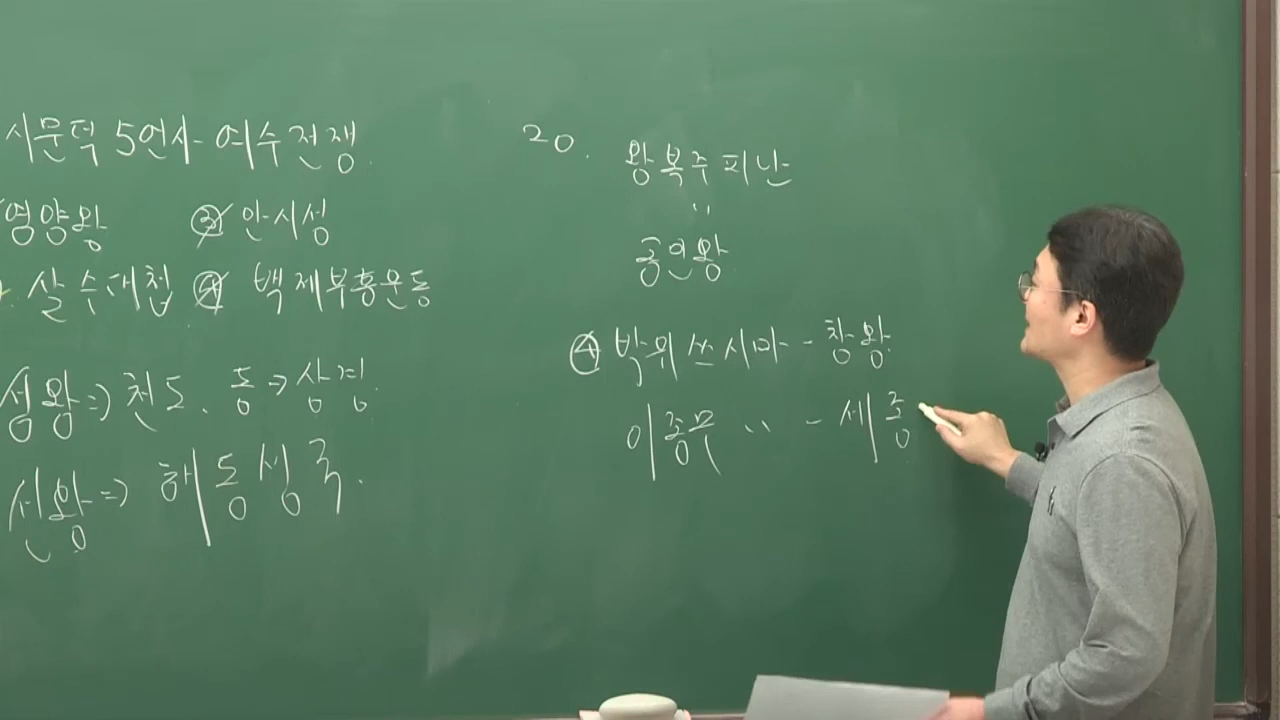 시문덕 5언시 - 여수전쟁
영양왕 ③ 안시성
살수대첩 ④ 백제부흥운동
성왕 ⇒ 천도. 동 ⇒ 상경
선왕 ⇒ 해동성국.
20. 왕복주피난
〃
공민왕
④ 박위쓰시마 - 창왕
이종무 〃 - 세종